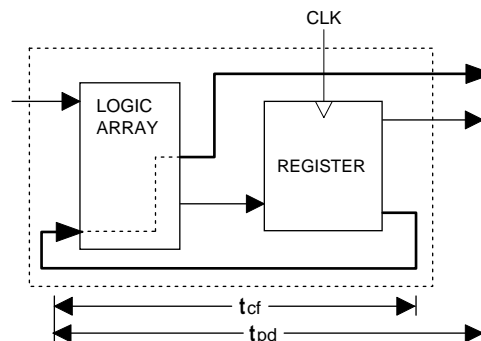 CLK
LOGIC
ARRAY
REGISTER
tcf
tpd